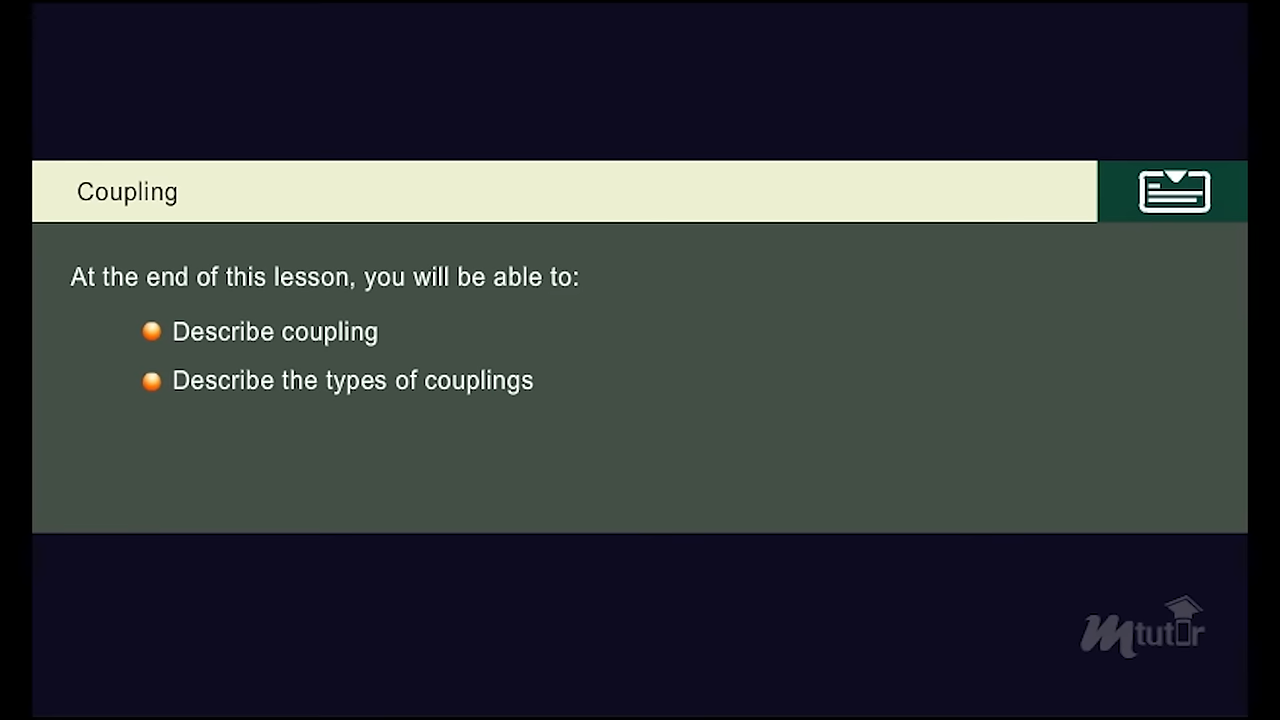 Coupling
At the end of this lesson, you will be able to:
Describe coupling
Describe the types of couplings
mtutor